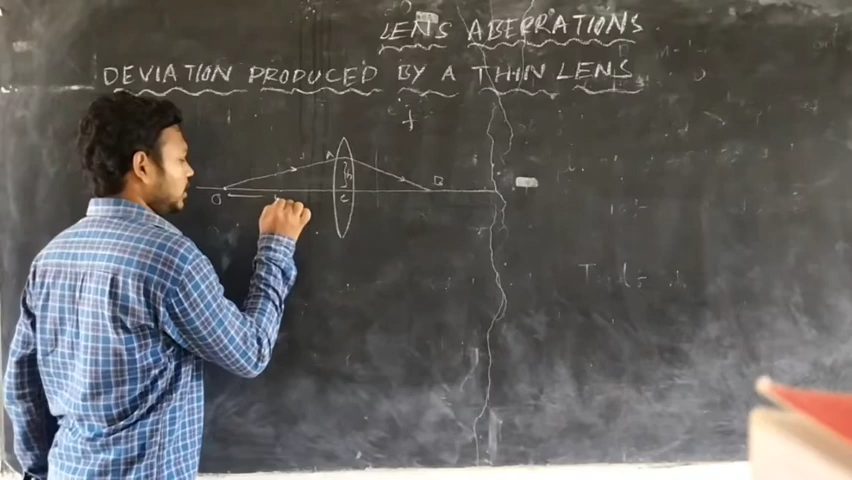 LENS ABERRATIONS
DEVIATION PRODUCED BY A THIN LENS
A
h
O
C